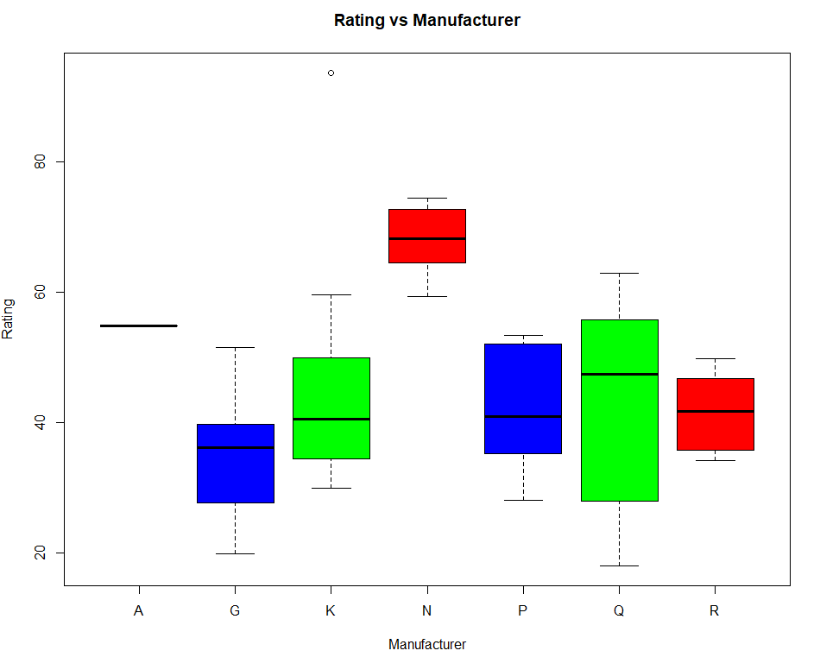 Rating vs Manufacturer
80
60
40
20
Rating
A G K N P Q R
Manufacturer